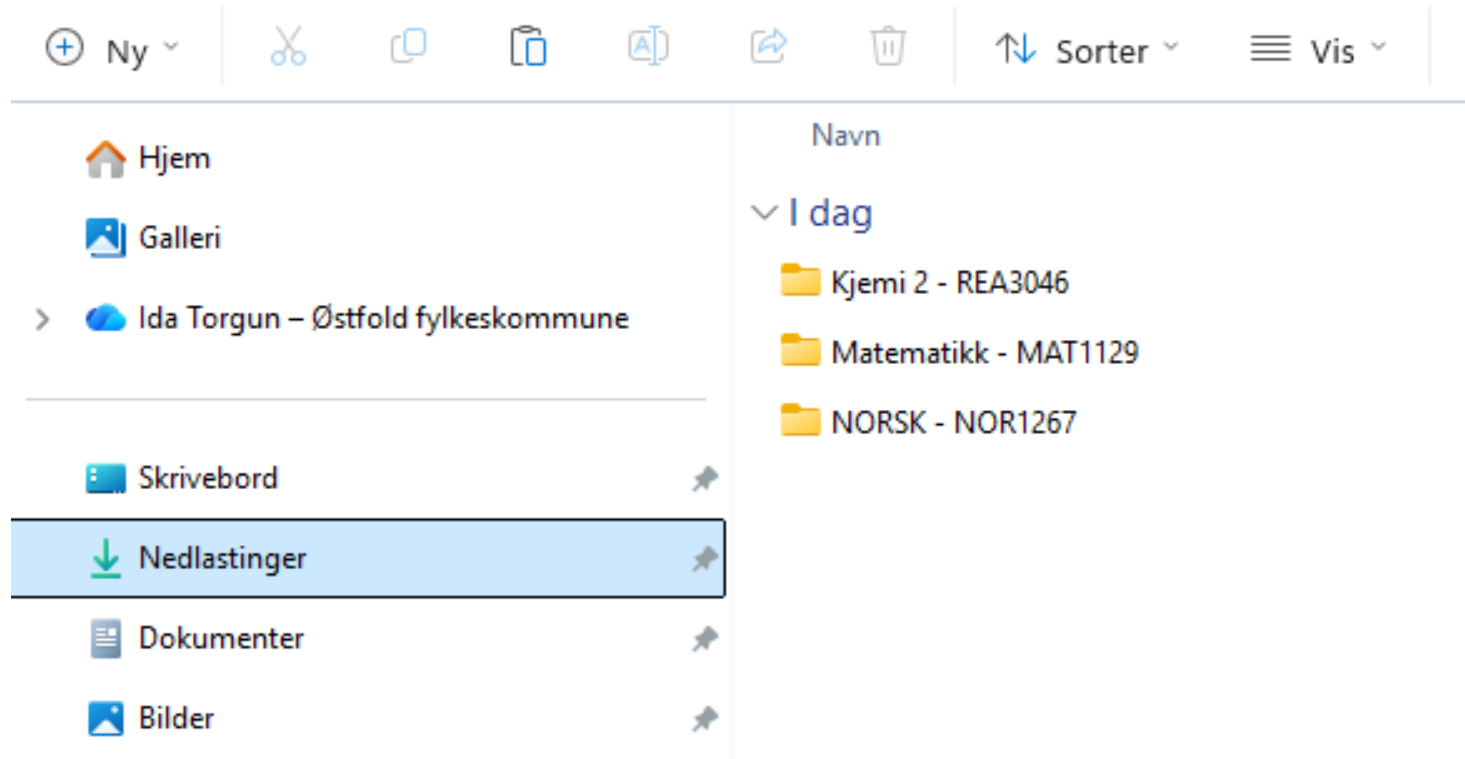 Ny
Sorter
Vis
Hjem
Galleri
Ida Torgun – Østfold fylkeskommune
Skrivebord
Nedlastinger
Dokumenter
Bilder
Navn
I dag
Kjemi 2 - REA3046
Matematikk - MAT1129
NORSK - NOR1267